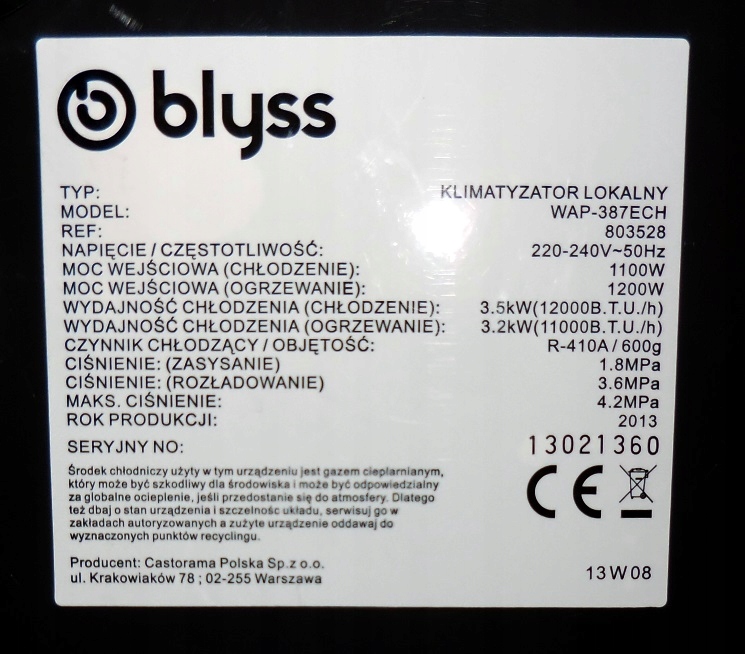 blyss
TYP: KLIMATYZATOR LOKALNY
MODEL: WAP-387ECH
REF: 803528
NAPIĘCIE / CZĘSTOTLIWOŚĆ: 220-240V~50Hz
MOC WEJŚCIOWA (CHŁODZENIE): 1100W
MOC WEJŚCIOWA (OGRZEWANIE): 1200W
WYDAJNOŚĆ CHŁODZENIA (CHŁODZENIE): 3.5kW(12000B.T.U./h)
WYDAJNOŚĆ CHŁODZENIA (OGRZEWANIE): 3.2kW(11000B.T.U./h)
CZYNNIK CHŁODZĄCY / OBJĘTOŚĆ: R-410A / 600g
CIŚNIENIE: (ZASYSANIE) 1.8MPa
CIŚNIENIE: (ROZŁADOWANIE) 3.6MPa
MAKS. CIŚNIENIE: 4.2MPa
ROK PRODUKCJI: 2013
SERYJNY NO: 13021360
Środek chłodniczy użyty w tym urządzeniu jest gazem cieplarnianym,
który może być szkodliwy dla środowiska i może być odpowiedzialny
za globalne ocieplenie, jeśli przedostanie się do atmosfery. Dlatego
też dbaj o stan urządzenia i szczelnośc układu, serwisuj go w
zakładach autoryzowanych a zużyte urządzenie oddawaj do
wyznaczonych punktów recyclingu.
CE
Producent: Castorama Polska Sp.z o.o.
ul. Krakowiaków 78 ; 02-255 Warszawa
13W08